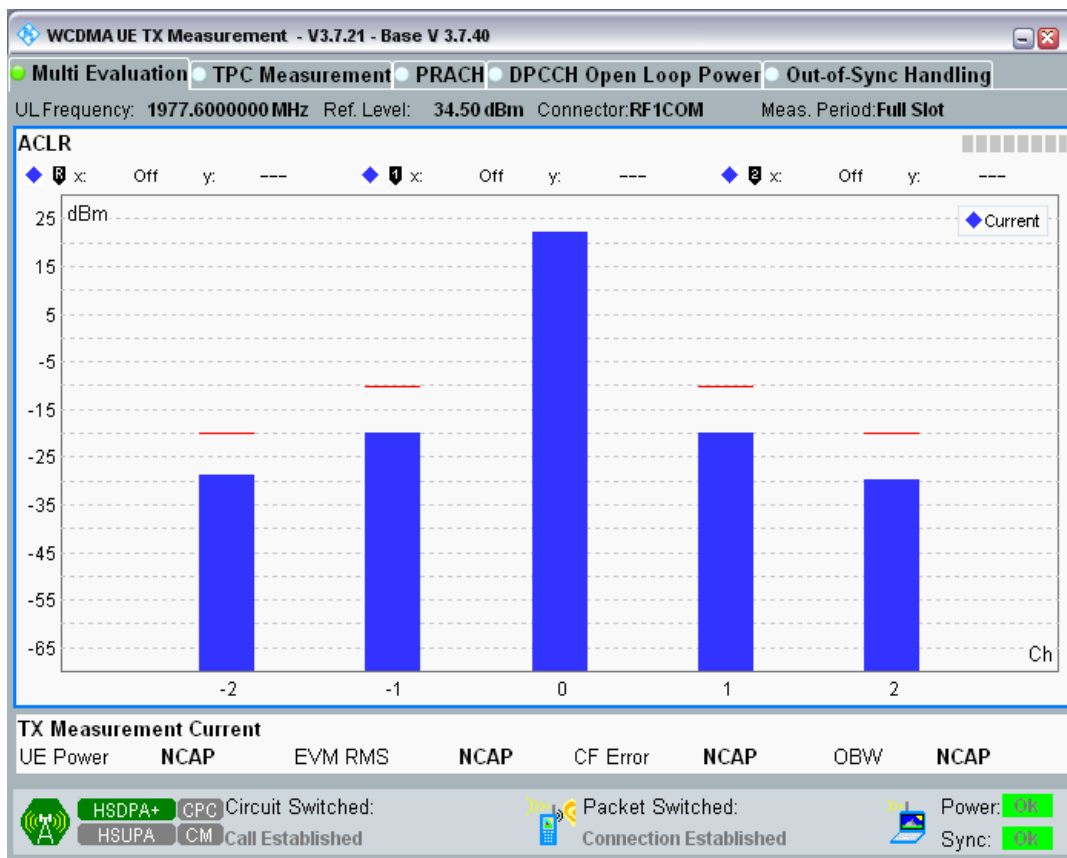 WCDMA UE TX Measurement - V3.7.21 - Base V 3.7.40
Multi Evaluation TPC Measurement PRACH DPCCH Open Loop Power Out-of-Sync Handling
UL Frequency: 1977.6000000 MHz Ref. Level: 34.50 dBm Connector:RF1COM Meas. Period:Full Slot
ACLR
R x: Off y: --- 1 x: Off y: --- 2 x: Off y: ---
dBm
Current
25
15
5
-5
-15
-25
-35
-45
-55
-65
Ch
-2 -1 0 1 2
TX Measurement Current
UE Power NCAP EVM RMS NCAP CF Error NCAP OBW NCAP
HSDPA+ CPC Circuit Switched: Packet Switched: Power: Ok
HSUPA CM Call Established Connection Established Sync: Ok